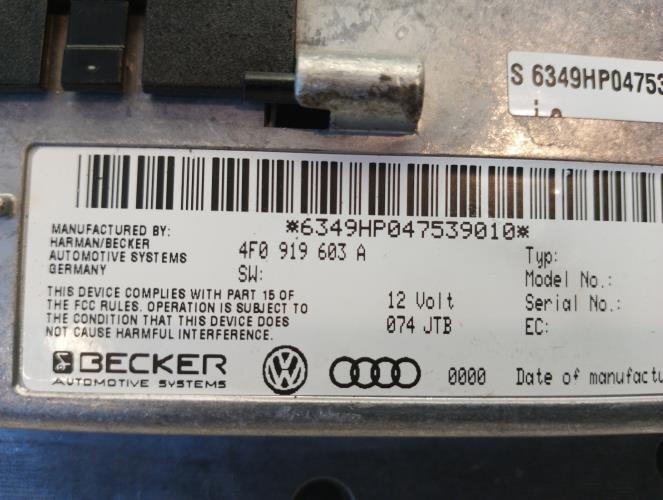 S 6349HP04753
*6349HP047539010*
MANUFACTURED BY:
HARMAN/BECKER
AUTOMOTIVE SYSTEMS
GERMANY
4F0 919 603 A
SW:
Typ:
Model No.:
THIS DEVICE COMPLIES WITH PART 15 OF
THE FCC RULES. OPERATION IS SUBJECT TO
THE CONDITION THAT THIS DEVICE DOES
NOT CAUSE HARMFUL INTERFERENCE.
12 Volt
074 JTB
Serial No.:
EC:
BECKER
AUTOMOTIVE SYSTEMS
VW
0000
Date of manufactu